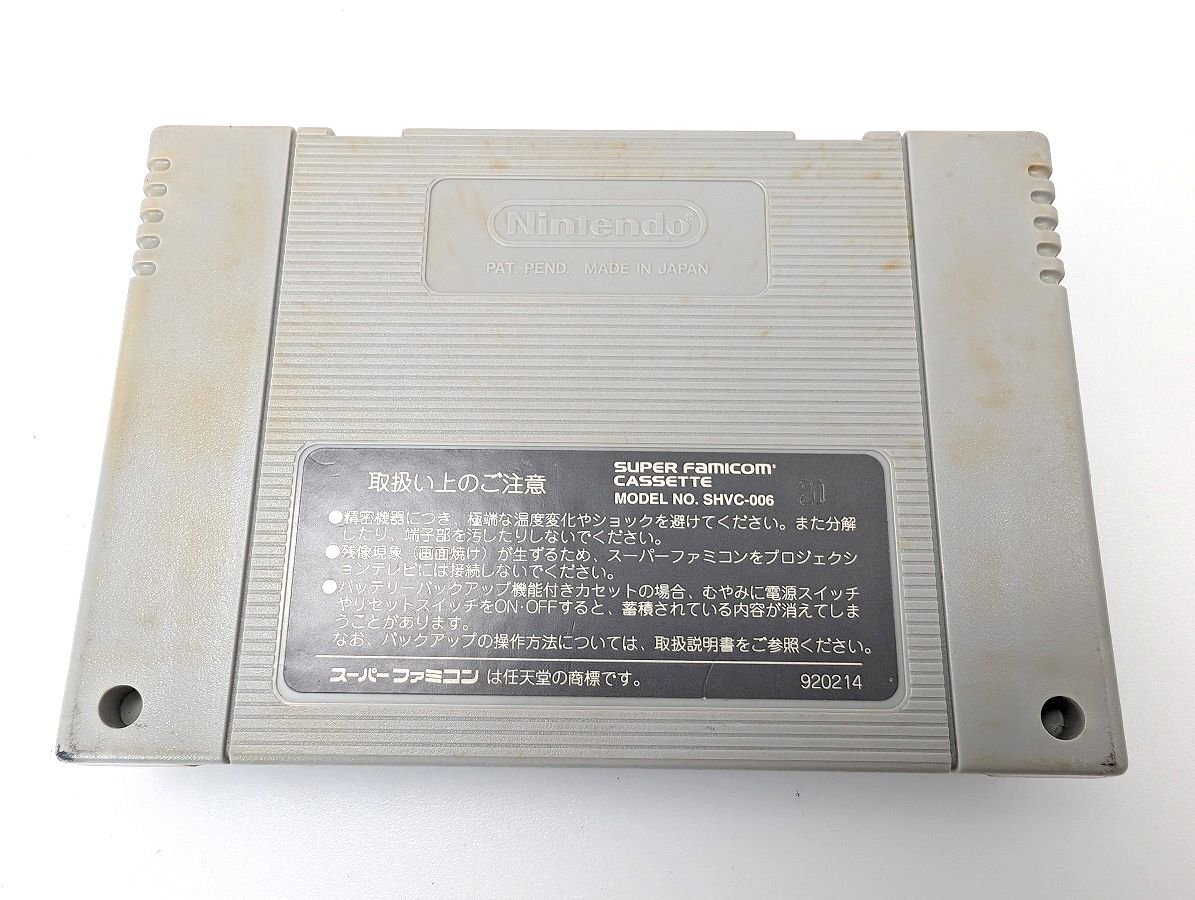 Nintendo®
PAT. PEND. MADE IN JAPAN
取扱い上のご注意
SUPER FAMICOM
CASSETTE
MODEL NO. SHVC-006
20
●精密機器につき、極端な温度変化やショックを避けてください。また分解
したり、端子部を汚したりしないでください。
●残像現象（画面焼け）が生ずるため、スーパーファミコンをプロジェクシ
ョンテレビには接続しないでください。
●バッテリーバックアップ機能付きカセットの場合、むやみに電源スイッチ
やリセットスイッチをON・OFFすると、蓄積されている内容が消えてしま
うことがあります。
なお、バックアップの操作方法については、取扱説明書をご参照ください。
スーパーファミコンは任天堂の商標です。
920214